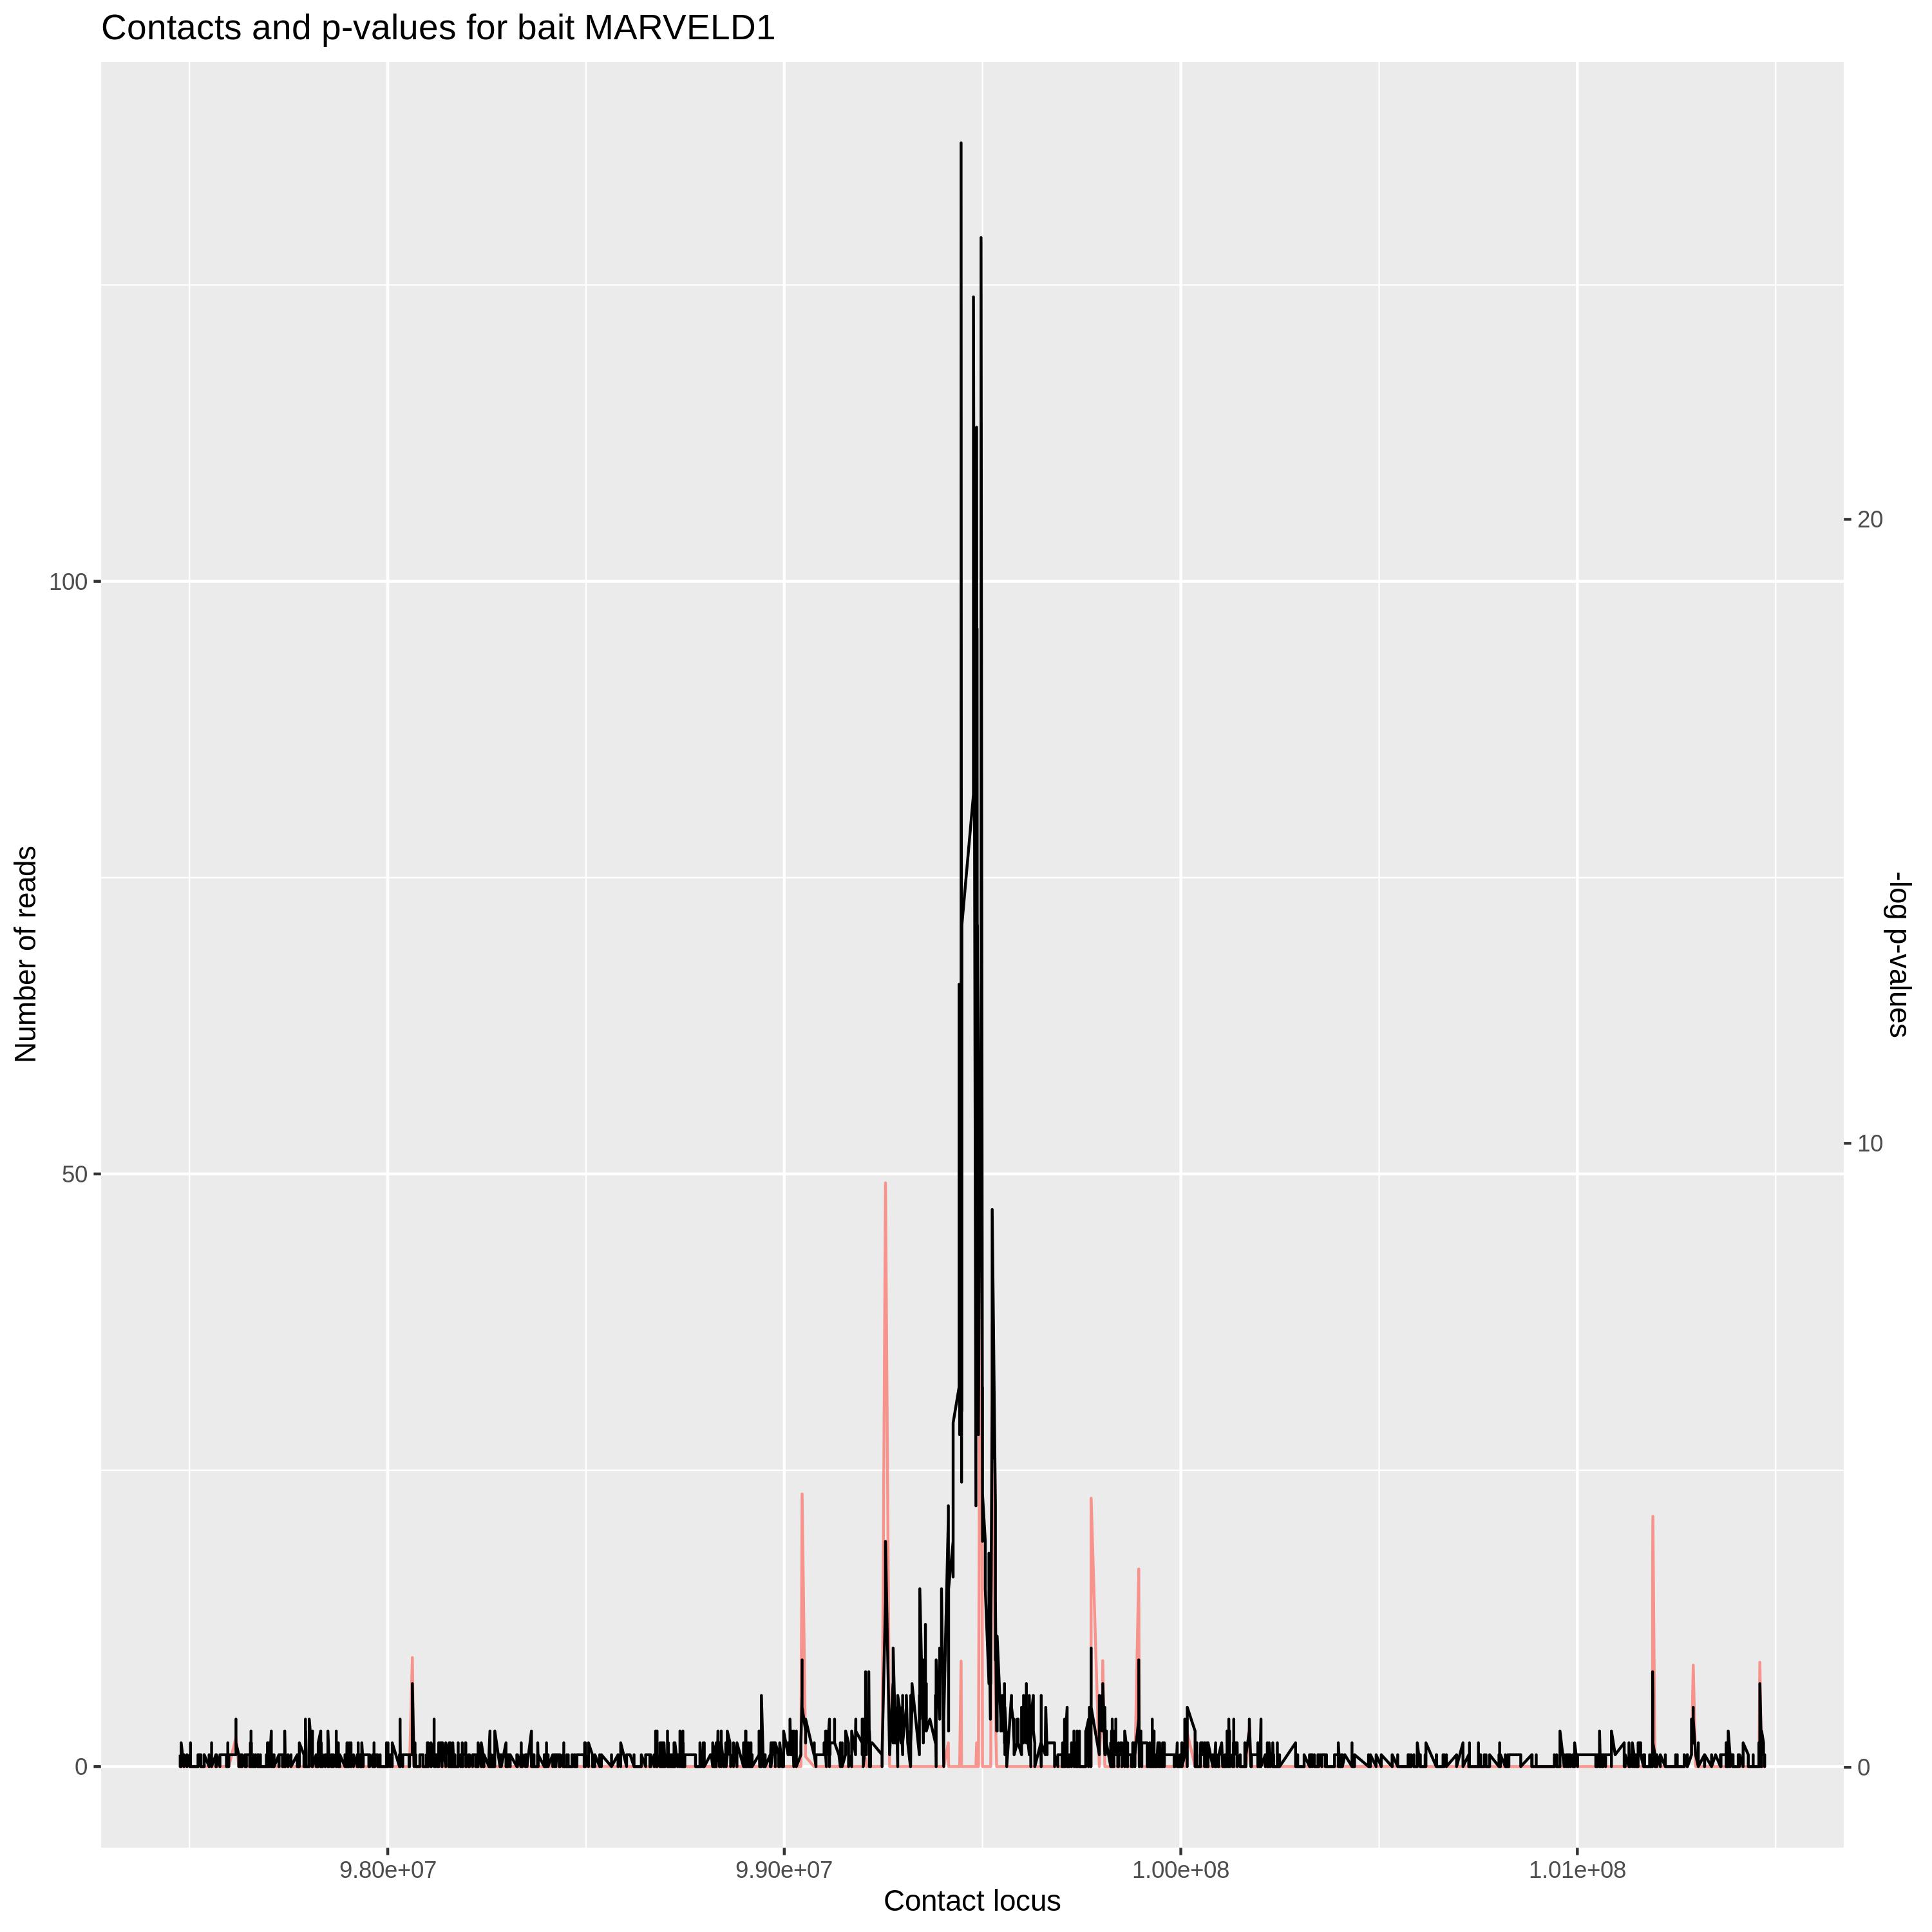 Contacts and p-values for bait MARVELD1
100
50
0
Number of reads
20
10
0
-log p-values
9.80e+07
9.90e+07
1.00e+08
1.01e+08
Contact locus